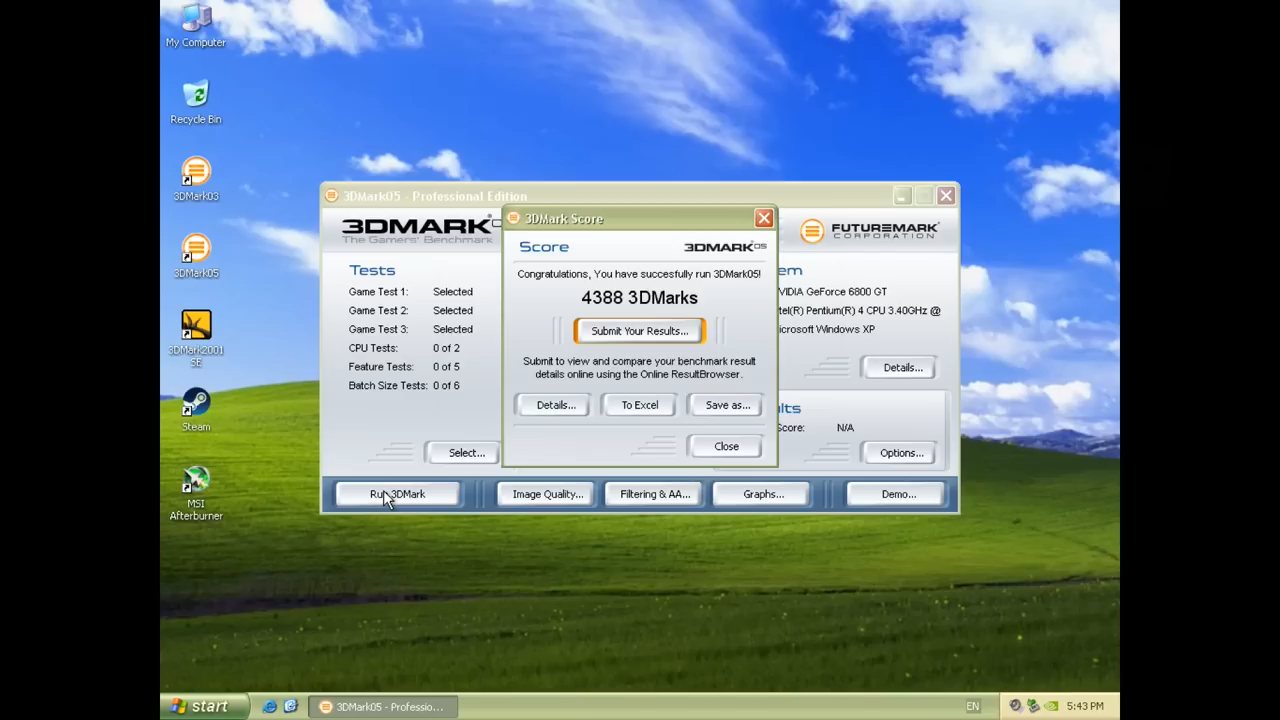 My Computer
Recycle Bin
3DMark03
3DMark05
3DMark2001
SE
Steam
MSI
Afterburner
3DMark05 - Professional Edition
3DMARK
The Gamers' Benchmark
FUTUREMARK
CORPORATION
Tests
Game Test 1: Selected
Game Test 2: Selected
Game Test 3: Selected
CPU Tests: 0 of 2
Feature Tests: 0 of 5
Batch Size Tests: 0 of 6
Select...
3DMark Score
Score
3DMARK05
Congratulations, You have succesfully run 3DMark05!
4388 3DMarks
Submit Your Results...
Submit to view and compare your benchmark result
details online using the Online ResultBrowser.
Details...
To Excel
Save as...
Close
em
VIDIA GeForce 6800 GT
tel(R) Pentium(R) 4 CPU 3.40GHz @
icrosoft Windows XP
Details...
ults
Score: N/A
Options...
Run 3DMark
Image Quality...
Filtering & AA...
Graphs...
Demo...
start
3DMark05 - Professio...
EN
5:43 PM